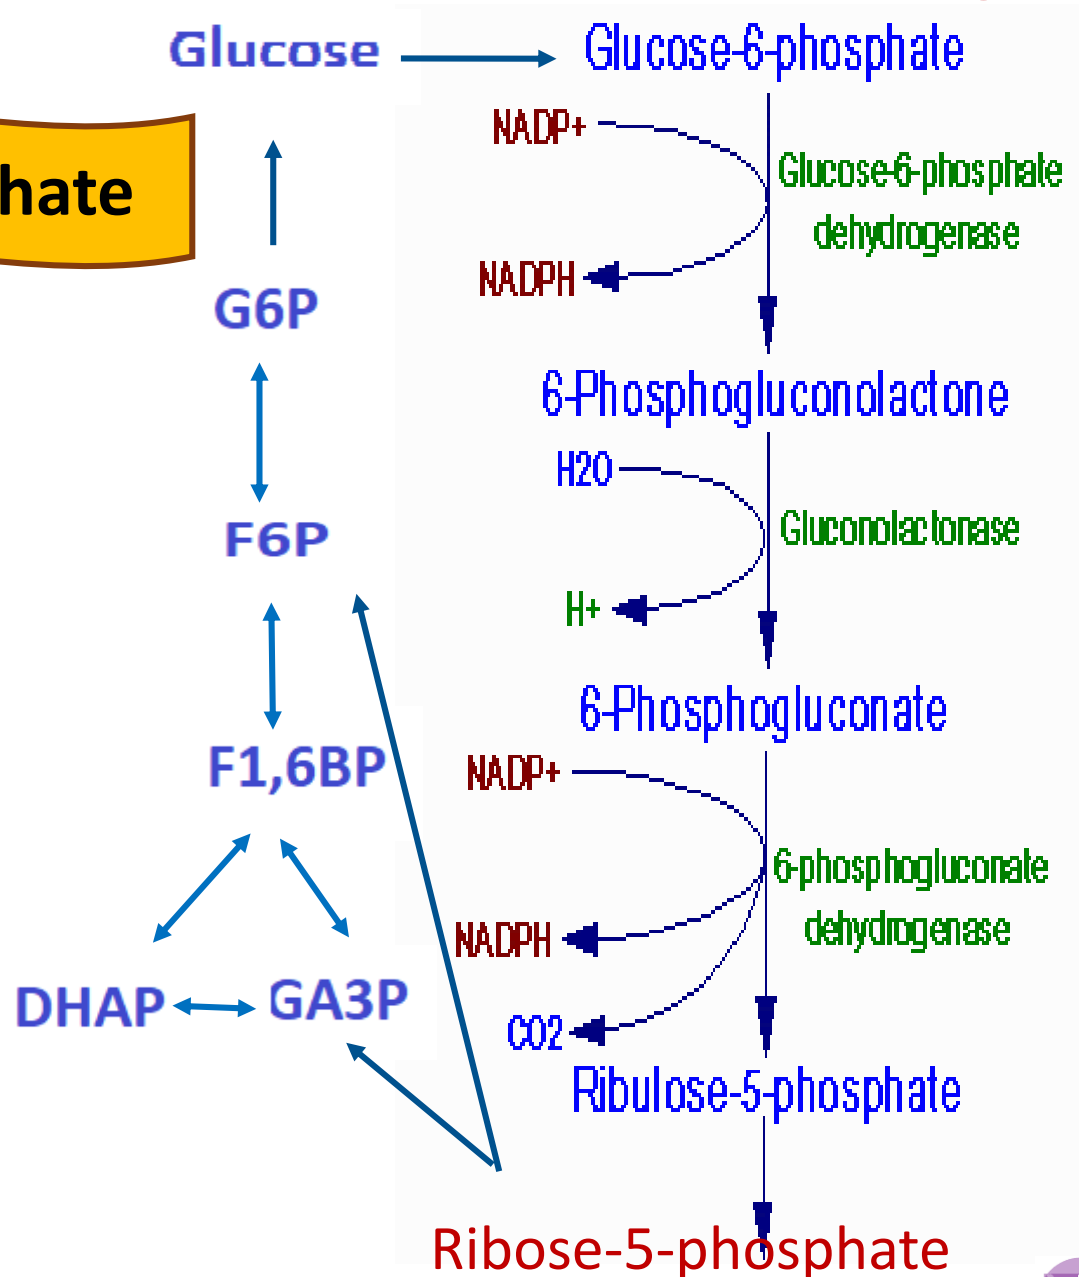 Glucose
Glucose-6-phosphate
NADP+
Glucose-6-phosphate
dehydrogenase
hate
NADPH
G6P
6-Phosphogluconolactone
H2O
Gluconolactonase
F6P
H+
6-Phosphogluconate
F1,6BP
NADP+
6-phosphogluconate
dehydrogenase
NADPH
DHAP
GA3P
CO2
Ribulose-5-phosphate
Ribose-5-phosphate